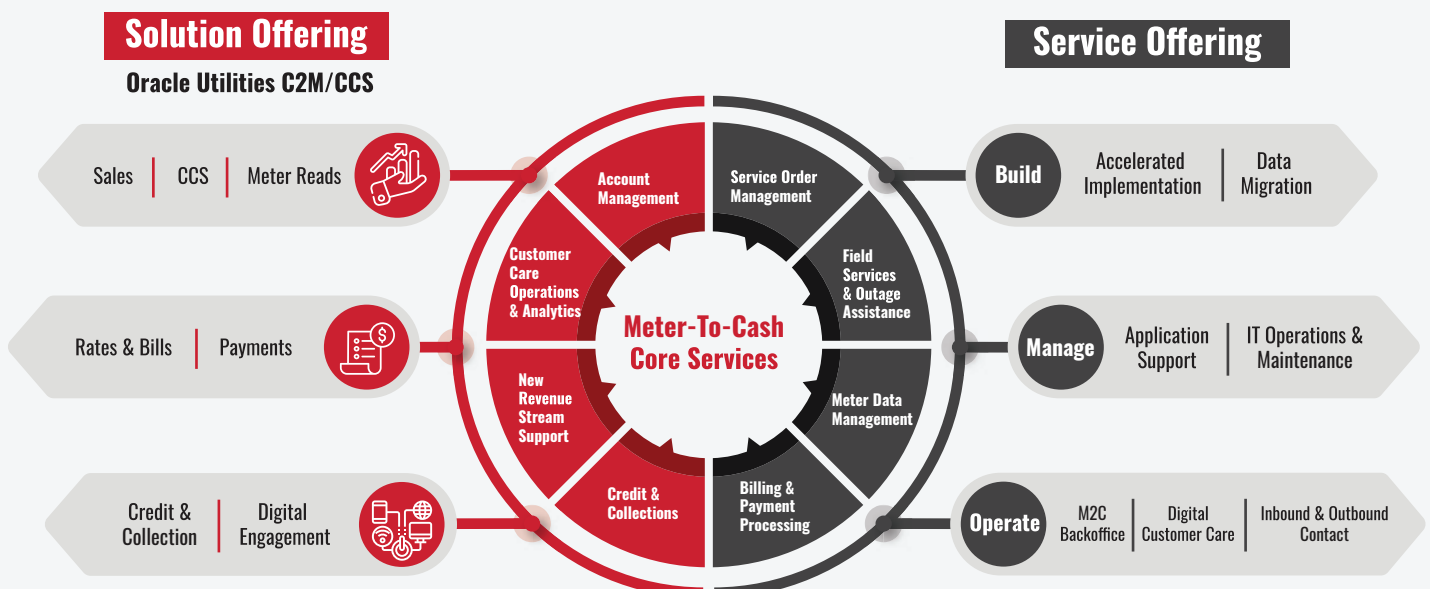 Solution Offering
Oracle Utilities C2M/CCS
Sales
CCS
Meter Reads
Rates & Bills
Payments
Credit &
Collection
Digital
Engagement
Account
Management
Customer
Care
Operations
& Analytics
New
Revenue
Stream
Support
Credit &
Collections
Meter-To-Cash
Core Services
Service Order
Management
Field
Services
& Outage
Assistance
Meter Data
Management
Billing &
Payment
Processing
Service Offering
Build
Accelerated
Implementation
Data
Migration
Manage
Application
Support
IT Operations &
Maintenance
Operate
M2C
Backoffice
Digital
Customer Care
Inbound & Outbound
Contact